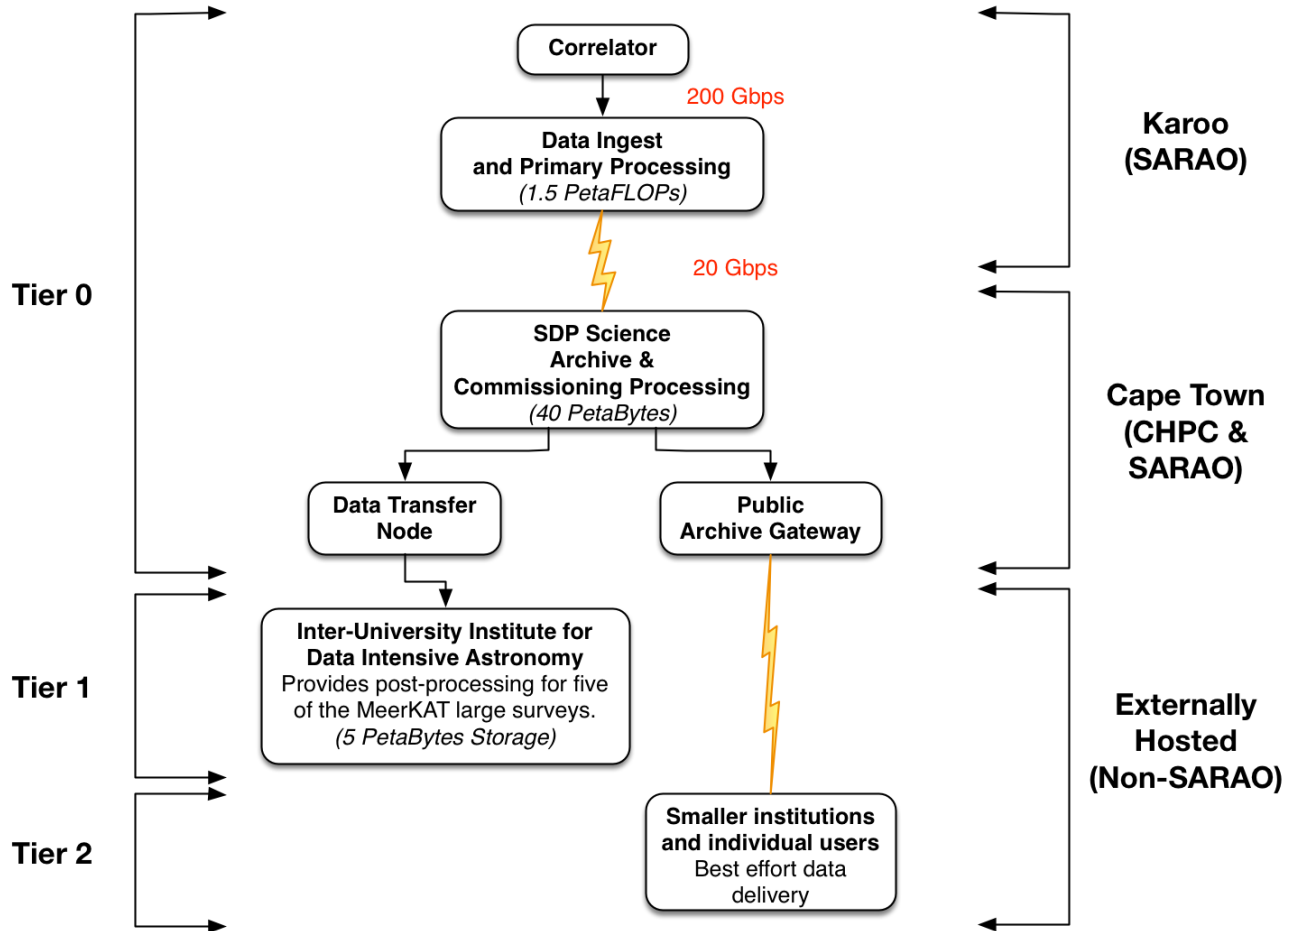 Correlator
200 Gbps
Data Ingest
and Primary Processing
(1.5 PetaFLOPs)
Karoo
(SARAO)
20 Gbps
Tier 0
SDP Science
Archive &
Commissioning Processing
(40 PetaBytes)
Cape Town
(CHPC &
SARAO)
Data Transfer
Node
Public
Archive Gateway
Inter-University Institute for
Data Intensive Astronomy
Provides post-processing for five
of the MeerKAT large surveys.
(5 PetaBytes Storage)
Tier 1
Externally
Hosted
(Non-SARAO)
Tier 2
Smaller institutions
and individual users
Best effort data
delivery